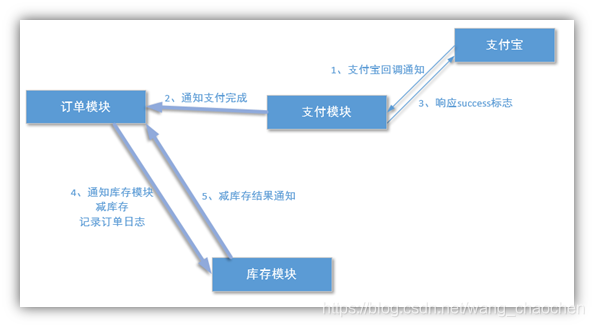 支付宝
1、支付宝回调通知
3、响应success标志
订单模块
2、通知支付完成
支付模块
4、通知库存模块
减库存
记录订单日志
5、减库存结果通知
库存模块
https://blog.csdn.net/wang_chaochen